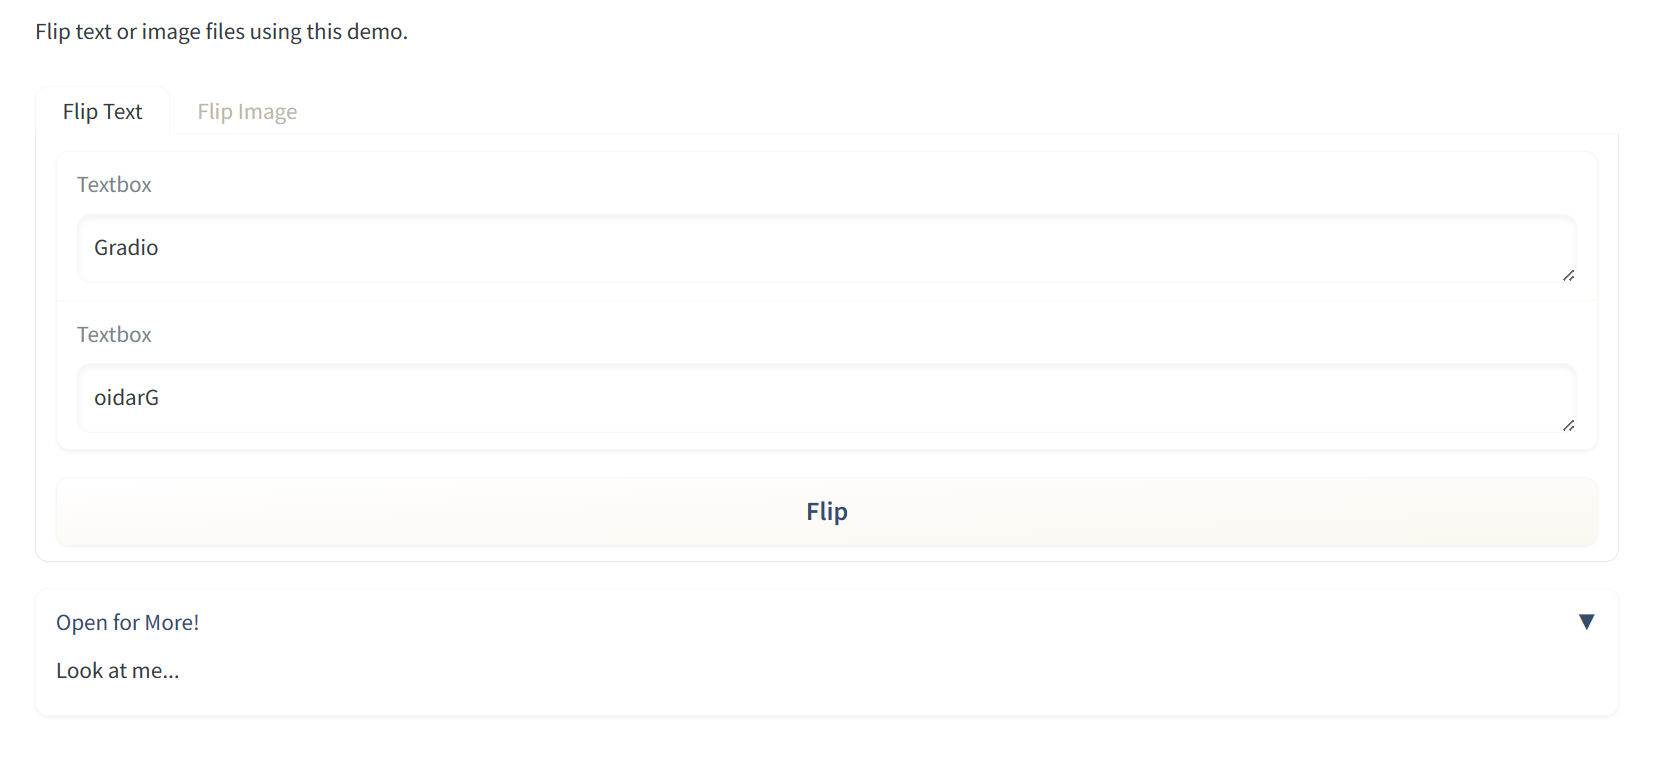 Flip text or image files using this demo.
Flip Text Flip Image
Textbox
Gradio
Textbox
oidarG
Flip
Open for More!
Look at me...